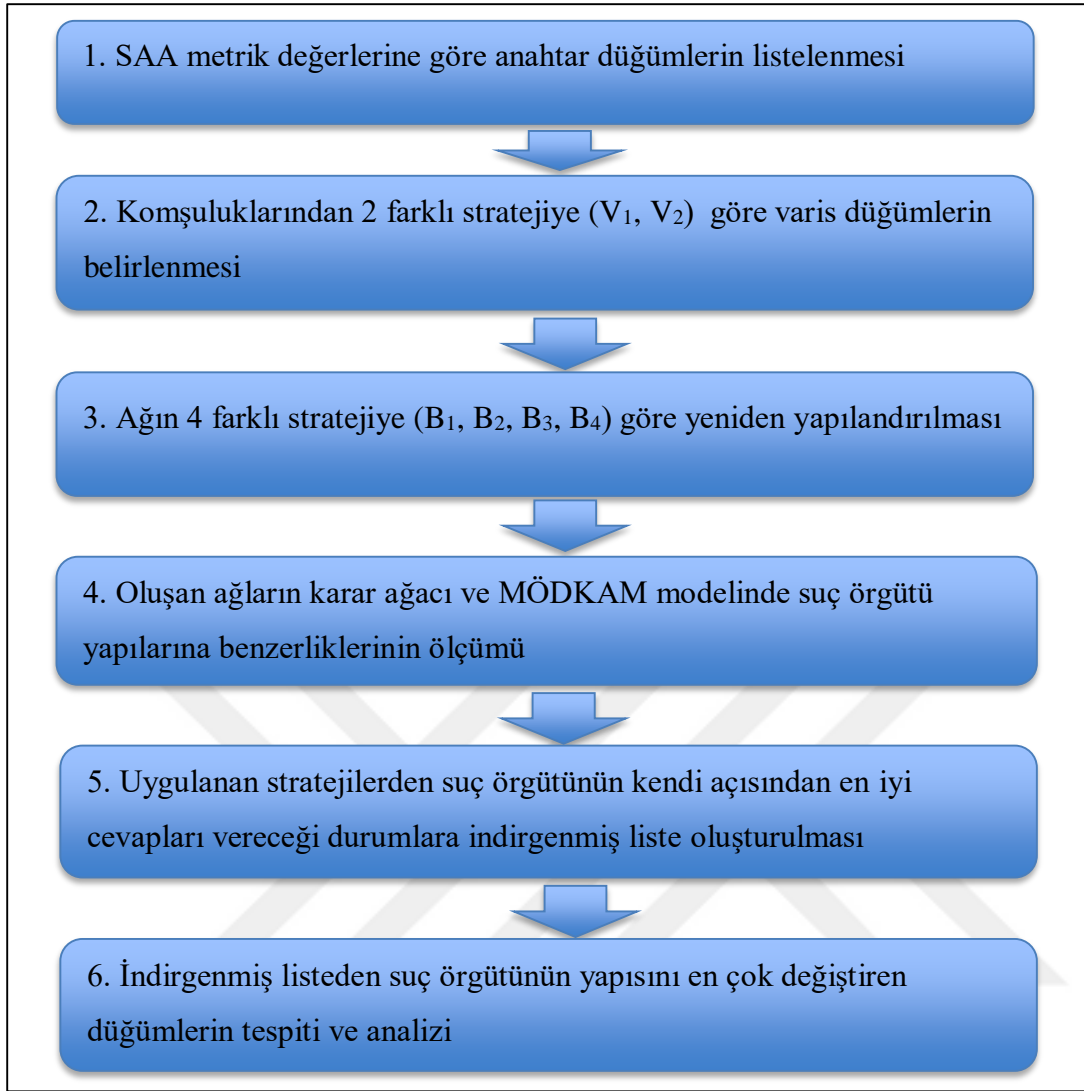 1. SAA metrik değerlerine göre anahtar düğümlerin listelenmesi
2. Komşuluklarından 2 farklı stratejiye (V₁, V₂) göre varis düğümlerin
belirlenmesi
3. Ağın 4 farklı stratejiye (B₁, B₂, B₃, B₄) göre yeniden yapılandırılması
4. Oluşan ağların karar ağacı ve MÖDKAM modelinde suç örgütü
yapılarına benzerliklerinin ölçümü
5. Uygulanan stratejilerden suç örgütünün kendi açısından en iyi
cevapları vereceği durumlara indirgenmiş liste oluşturulması
6. İndirgenmiş listeden suç örgütünün yapısını en çok değiştiren
düğümlerin tespiti ve analizi